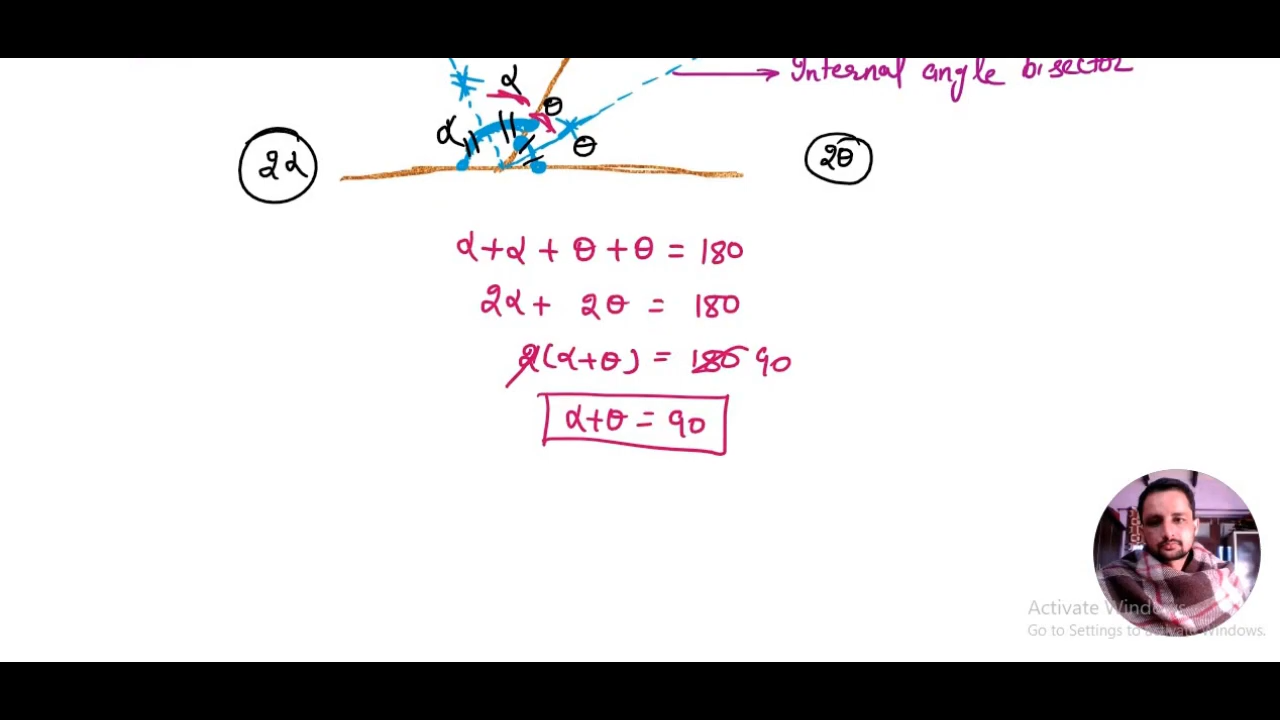 Internal angle bisector
α
θ
α
θ
2α
2θ
α+α + θ + θ = 180
2α + 2θ = 180
2(α+θ) = 180 90
α+θ = 90
Activate Windows
Go to Settings to activate Windows.